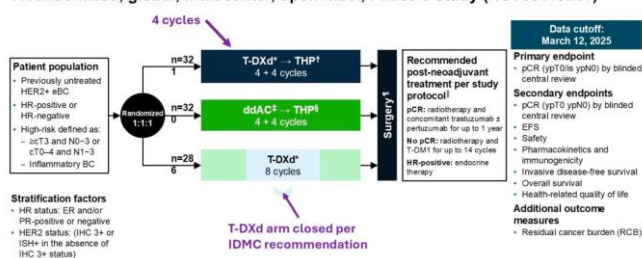 4 cycles
Patient population
• Previously untreated
HER2+ eBC
• HR-positive or
HR-negative
• High-risk defined as:
– ≥cT3 and N0–3 or
cT0–4 and N1–3
– Inflammatory BC
Stratification factors
• HR status: ER and/or
PR-positive or negative
• HER2 status: (IHC 3+ or
ISH+ in the absence of
IHC 3+ status)
Randomized
1:1:1
n=32
1
T-DXd* → THP†
4 + 4 cycles
n=32
0
ddAC‡ → THP§
4 + 4 cycles
n=28
6
T-DXd*
8 cycles
T-DXd arm closed per
IDMC recommendation
Surgery¶
Recommended
post-neoadjuvant
treatment per study
protocol‖
pCR: radiotherapy and
concomitant trastuzumab ±
pertuzumab for up to 1 year
No pCR: radiotherapy and
T-DM1 for up to 14 cycles
HR-positive: endocrine
therapy
Data cutoff:
March 12, 2025
Primary endpoint
• pCR (ypT0/is ypN0) by blinded
central review
Secondary endpoints
• pCR (ypT0 ypN0) by blinded
central review
• EFS
• Safety
• Pharmacokinetics and
immunogenicity
• Invasive disease-free survival
• Overall survival
• Health-related quality of life
Additional outcome
measures
• Residual cancer burden (RCB)